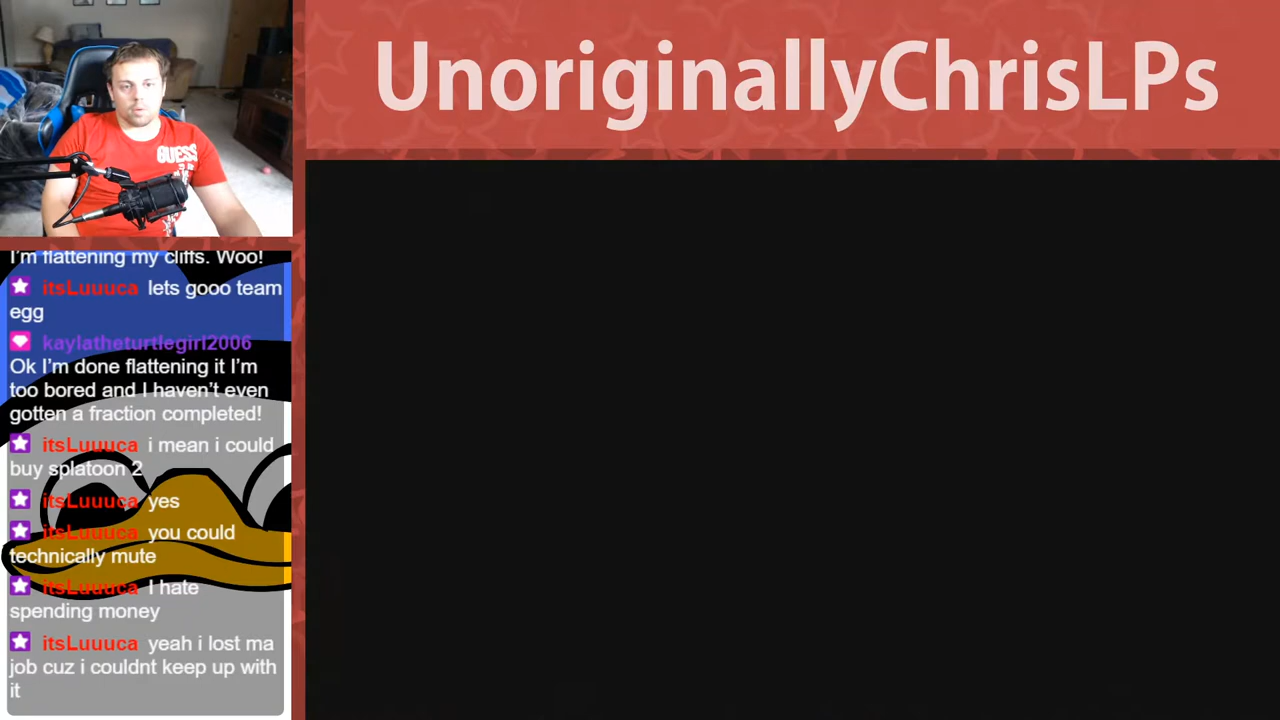 UnoriginallyChrisLPs
GUESS
I'm flattening my cliffs. Woo!
itsLuuuca lets gooo team
egg
kaylatheturtlegirl2006
Ok I'm done flattening it I'm
too bored and I haven't even
gotten a fraction completed!
itsLuuuca i mean i could
buy splatoon 2
itsLuuuca yes
itsLuuuca you could
technically mute
itsLuuuca I hate
spending money
itsLuuuca yeah i lost ma
job cuz i couldnt keep up with
it